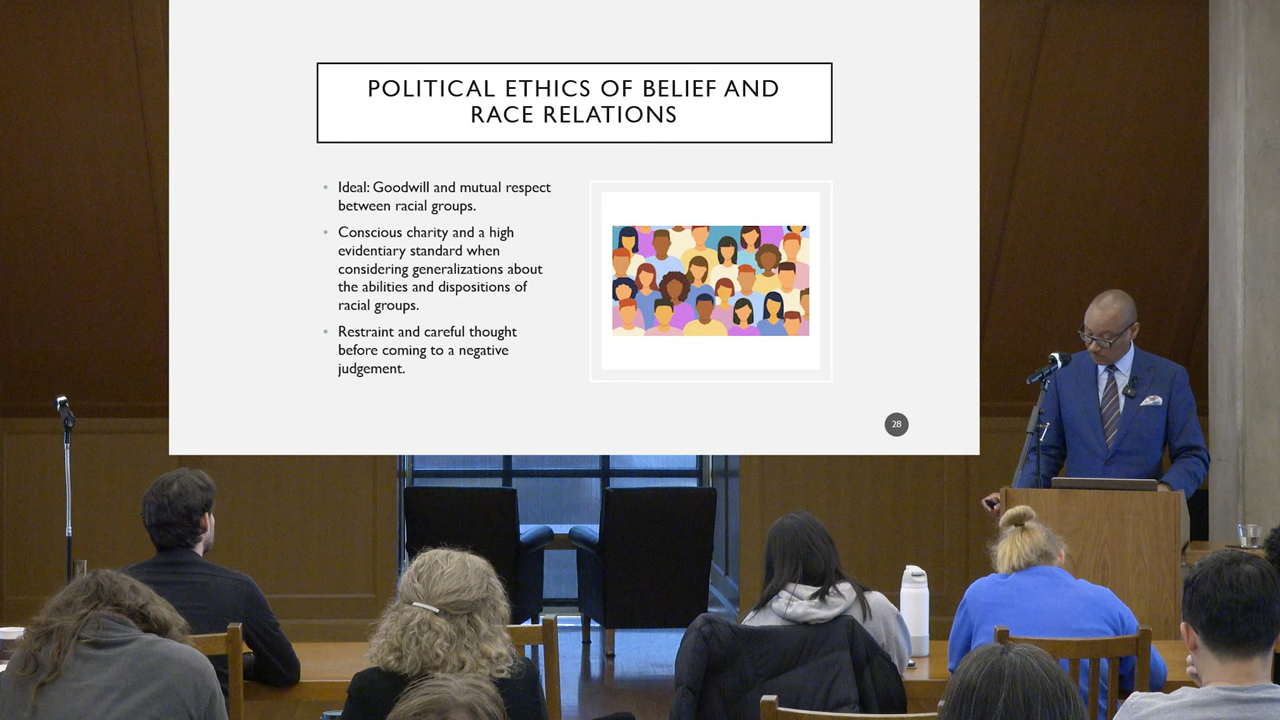 POLITICAL ETHICS OF BELIEF AND
RACE RELATIONS
• Ideal: Goodwill and mutual respect
between racial groups.
• Conscious charity and a high
evidentiary standard when
considering generalizations about
the abilities and dispositions of
racial groups.
• Restraint and careful thought
before coming to a negative
judgement.
28